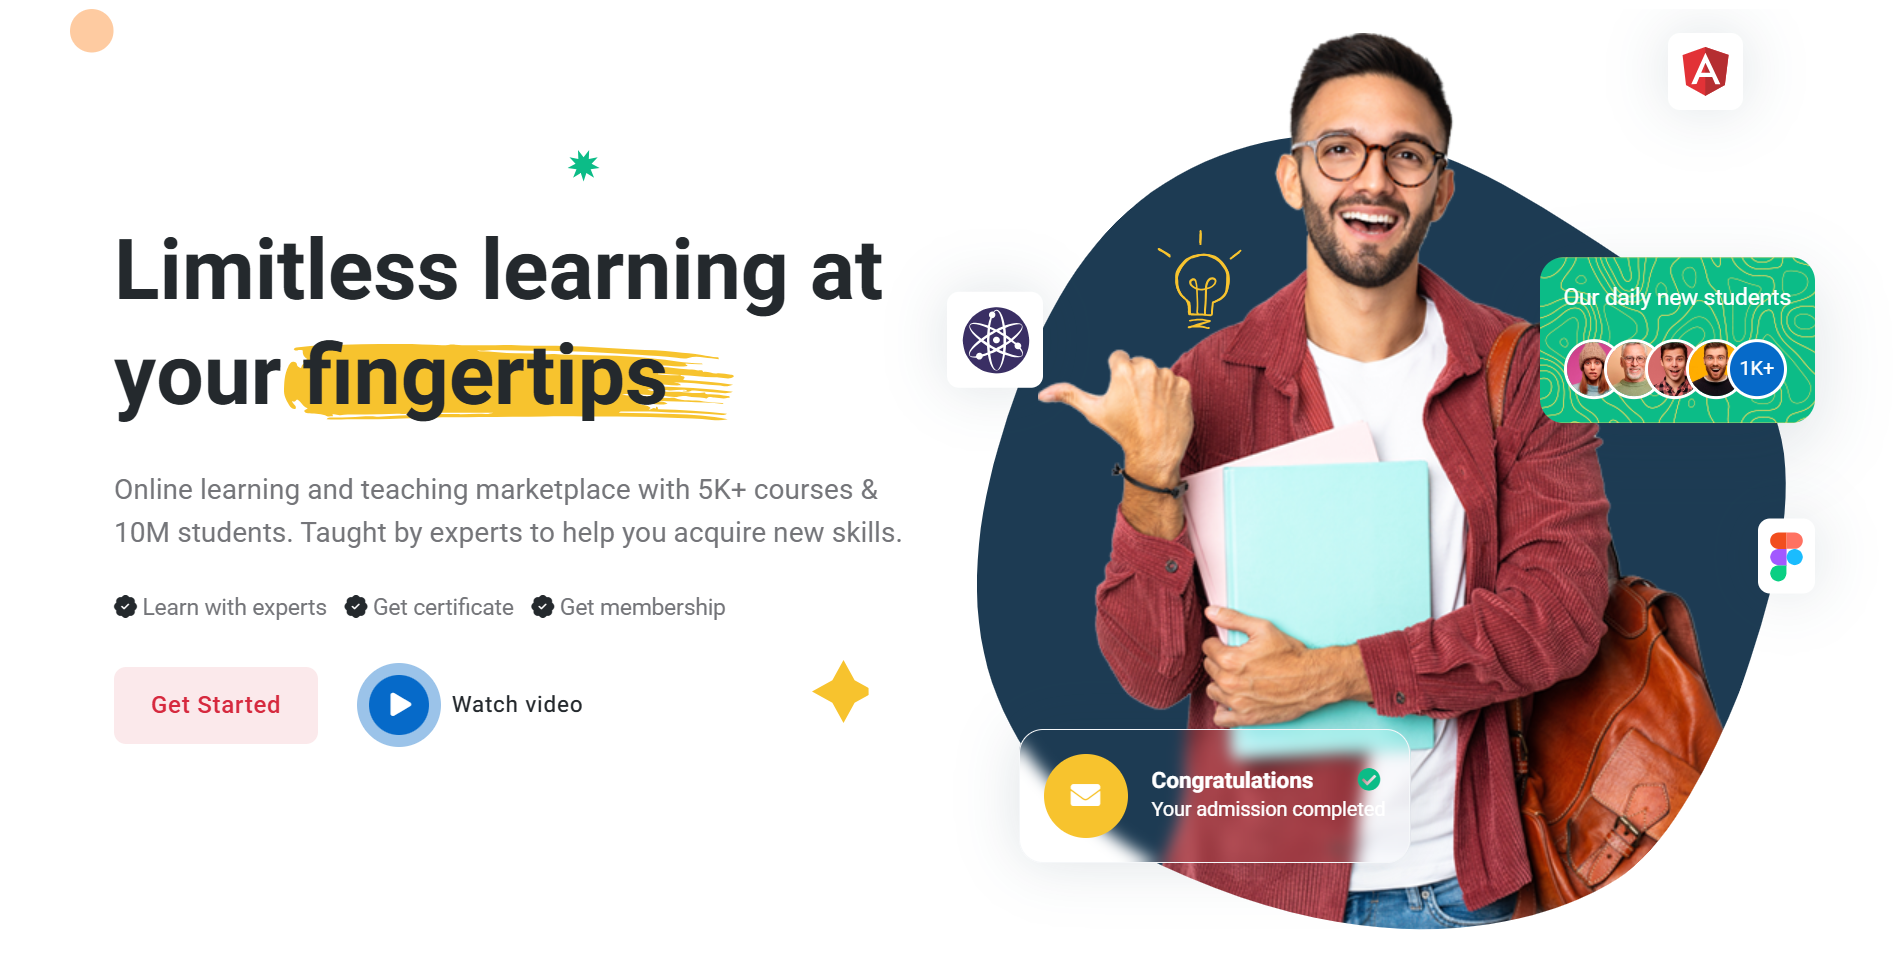 Limitless learning at
your fingertips
Online learning and teaching marketplace with 5K+ courses &
10M students. Taught by experts to help you acquire new skills.
Learn with experts Get certificate Get membership
Get Started Watch video
Our daily new students
1K+
Congratulations
Your admission completed